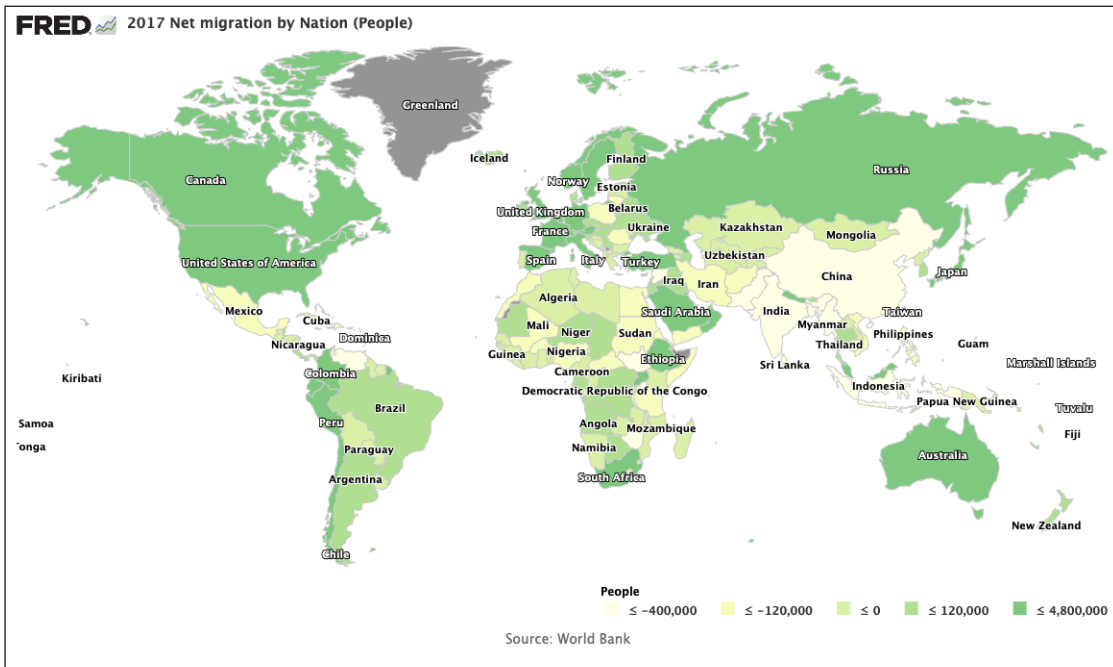 FRED 2017 Net migration by Nation (People)
Greenland
Iceland
Finland
Canada
Norway
Russia
Estonia
United Kingdom
Belarus
France
Ukraine
Kazakhstan
Mongolia
United States of America
Spain
Italy
Turkey
Uzbekistan
China
Japan
Iraq
Iran
Algeria
Mexico
Saudi Arabia
India
Taiwan
Cuba
Mali
Niger
Sudan
Myanmar
Philippines
Dominica
Nicaragua
Guinea
Nigeria
Ethiopia
Thailand
Guam
Sri Lanka
Marshall Islands
Colombia
Cameroon
Kiribati
Democratic Republic of the Congo
Indonesia
Papua New Guinea
Brazil
Tuvalu
Peru
Samoa
Angola
Mozambique
Fiji
onga
Paraguay
Namibia
Australia
Argentina
South Africa
New Zealand
Chile
People
≤ -400,000 ≤ -120,000 ≤ 0 ≤ 120,000 ≤ 4,800,000
Source: World Bank